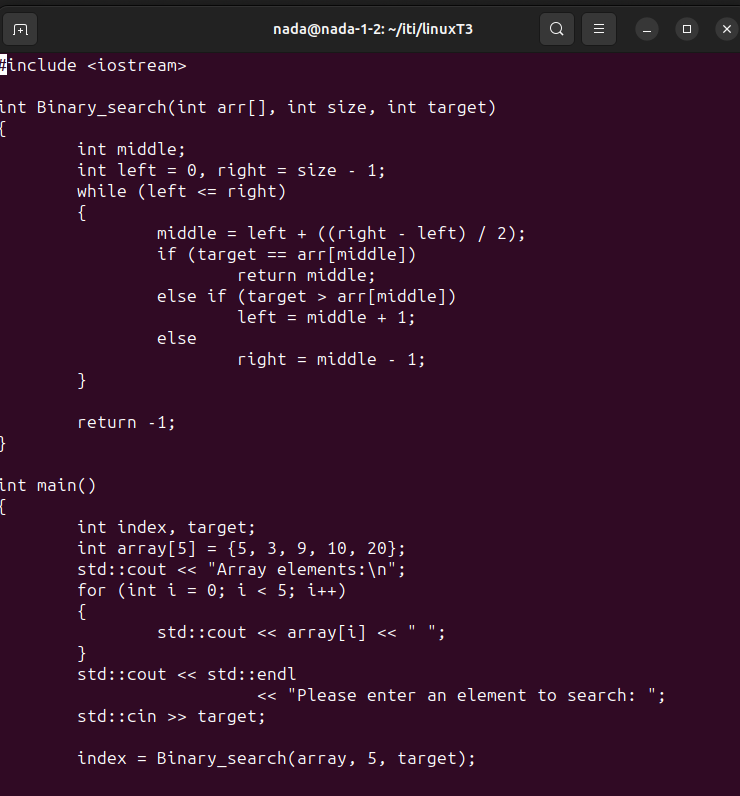 nada@nada-1-2: ~/iti/linuxT3
#include <iostream>

int Binary_search(int arr[], int size, int target)
{
        int middle;
        int left = 0, right = size - 1;
        while (left <= right)
        {
                middle = left + ((right - left) / 2);
                if (target == arr[middle])
                        return middle;
                else if (target > arr[middle])
                        left = middle + 1;
                else
                        right = middle - 1;
        }

        return -1;
}

int main()
{
        int index, target;
        int array[5] = {5, 3, 9, 10, 20};
        std::cout << "Array elements:\n";
        for (int i = 0; i < 5; i++)
        {
                std::cout << array[i] << " ";
        }
        std::cout << std::endl
                          << "Please enter an element to search: ";
        std::cin >> target;

        index = Binary_search(array, 5, target);